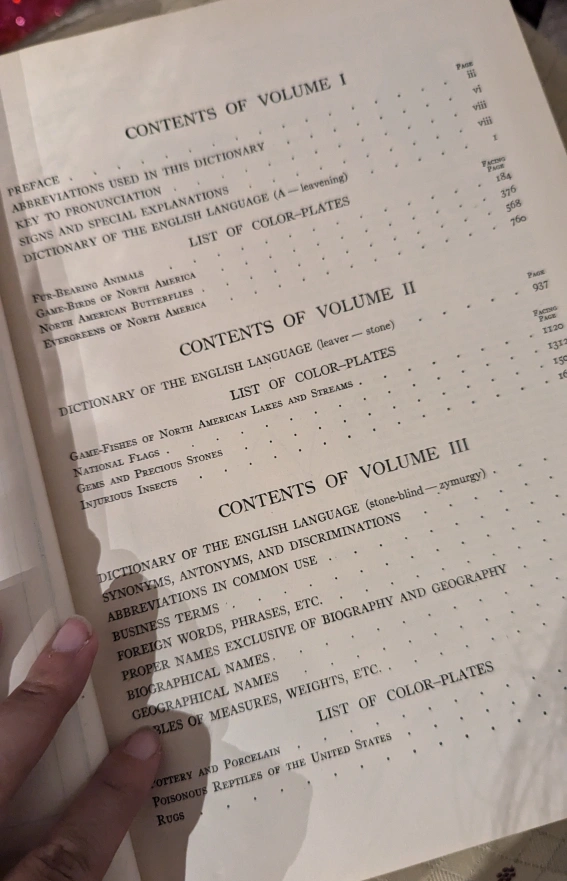 CONTENTS OF VOLUME I
PAGE
PREFACE iii
ABBREVIATIONS USED IN THIS DICTIONARY vi
KEY TO PRONUNCIATION viii
SIGNS AND SPECIAL EXPLANATIONS viii
DICTIONARY OF THE ENGLISH LANGUAGE (A — leavening) 1
LIST OF COLOR-PLATES
FACING
PAGE
FUR-BEARING ANIMALS 184
GAME-BIRDS OF NORTH AMERICA 376
NORTH AMERICAN BUTTERFLIES 568
EVERGREENS OF NORTH AMERICA 760
CONTENTS OF VOLUME II
PAGE
DICTIONARY OF THE ENGLISH LANGUAGE (leaver — stone) 937
LIST OF COLOR-PLATES
FACING
PAGE
GAME-FISHES OF NORTH AMERICAN LAKES AND STREAMS 1120
NATIONAL FLAGS 1312
GEMS AND PRECIOUS STONES
INJURIOUS INSECTS
CONTENTS OF VOLUME III
DICTIONARY OF THE ENGLISH LANGUAGE (stone-blind — zymurgy)
SYNONYMS, ANTONYMS, AND DISCRIMINATIONS
ABBREVIATIONS IN COMMON USE
BUSINESS TERMS
FOREIGN WORDS, PHRASES, ETC.
PROPER NAMES EXCLUSIVE OF BIOGRAPHY AND GEOGRAPHY
BIOGRAPHICAL NAMES
GEOGRAPHICAL NAMES
BLES OF MEASURES, WEIGHTS, ETC.
LIST OF COLOR-PLATES
OTTERY AND PORCELAIN
POISONOUS REPTILES OF THE UNITED STATES
RUGS